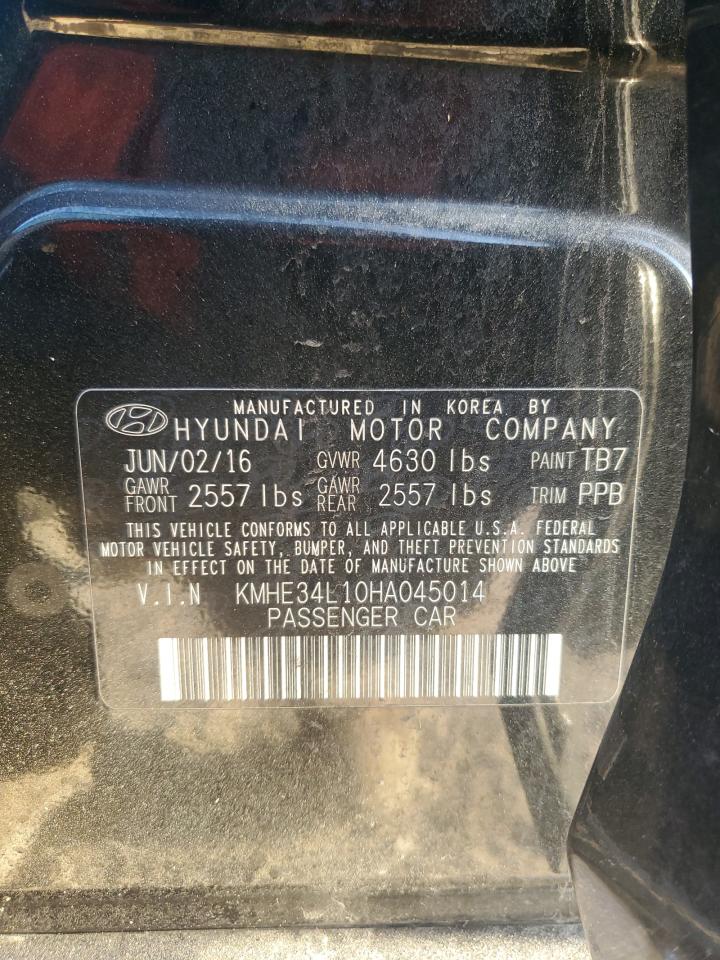 MANUFACTURED IN KOREA BY
HYUNDAI MOTOR COMPANY
JUN/02/16 GVWR 4630 lbs PAINT TB7
GAWR FRONT 2557 lbs GAWR REAR 2557 lbs TRIM PPB
THIS VEHICLE CONFORMS TO ALL APPLICABLE U.S.A. FEDERAL
MOTOR VEHICLE SAFETY, BUMPER, AND THEFT PREVENTION STANDARDS
IN EFFECT ON THE DATE OF MANUFACTURE SHOWN ABOVE
V.I.N KMHE34L10HA045014
PASSENGER CAR